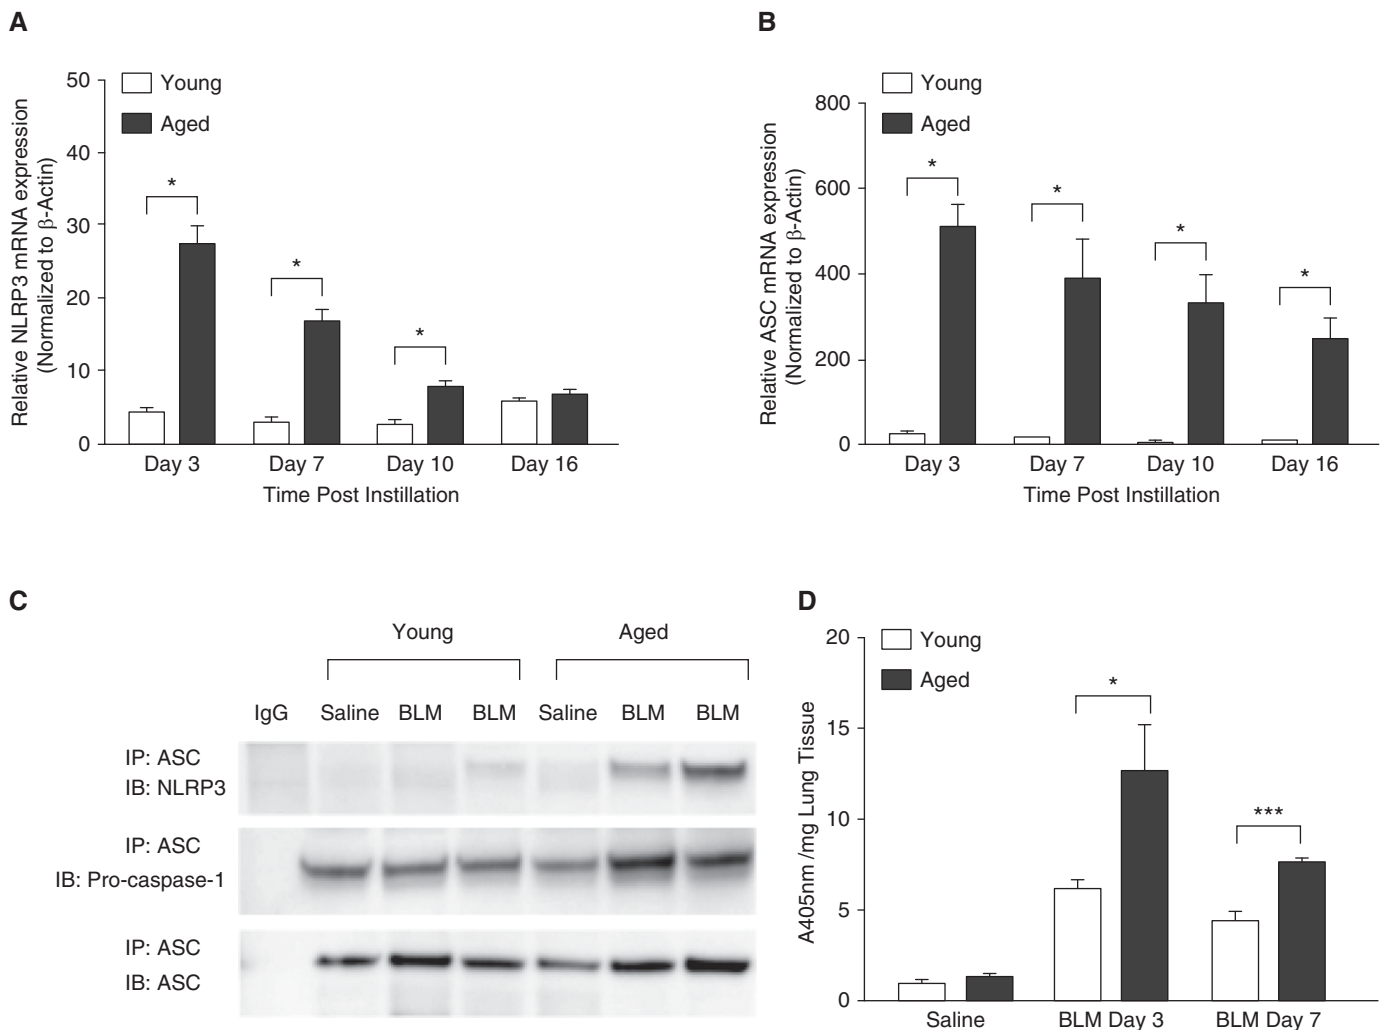 A
Young
Aged
Relative NLRP3 mRNA expression
(Normalized to β-Actin)
50
40
30
20
10
0
*
*
*
Day 3
Day 7
Day 10
Day 16
Time Post Instillation
B
Young
Aged
Relative ASC mRNA expression
(Normalized to β-Actin)
800
600
400
200
0
*
*
*
*
Day 3
Day 7
Day 10
Day 16
Time Post Instillation
C
Young
Aged
IgG
Saline
BLM
BLM
Saline
BLM
BLM
IP: ASC
IB: NLRP3
IP: ASC
IB: Pro-caspase-1
IP: ASC
IB: ASC
D
Young
Aged
A405nm /mg Lung Tissue
20
15
10
5
0
*
***
Saline
BLM Day 3
BLM Day 7